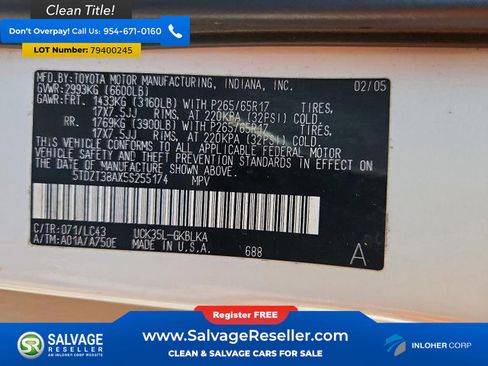 Clean Title!
Don't Overpay! Call Us: 954-671-0160
Lot Number: 79400245
MFD.BY:TOYOTA MOTOR MANUFACTURING, INDIANA, INC. 02/05
GVWR:2993KG (6600LB)
GAWR:FRT. 1433KG (3160LB) WITH P265/65R17 TIRES,
17X7.5JJ RIMS, AT 220KPA (32PSI) COLD.
RR. 1769KG (3900LB) WITH P265/65R17 TIRES,
17X7.5JJ RIMS, AT 220KPA (32PSI) COLD.
THIS VEHICLE CONFORMS TO ALL APPLICABLE FEDERAL MOTOR
VEHICLE SAFETY STANDARDS IN EFFECT ON THE
DATE OF MANUFACTURE SHOWN ABOVE.
5TDZT38AX5S255174 MPV
C/TR:071/LC43 UCK35L-GKBLKA
A/TM:A01A/A750E MADE IN U.S.A. 688 A
Register FREE
SALVAGE
RESELLER
AN INLOHER CORP WEBSITE
www.SalvageReseller.com
CLEAN & SALVAGE CARS FOR SALE
INLOHER CORP